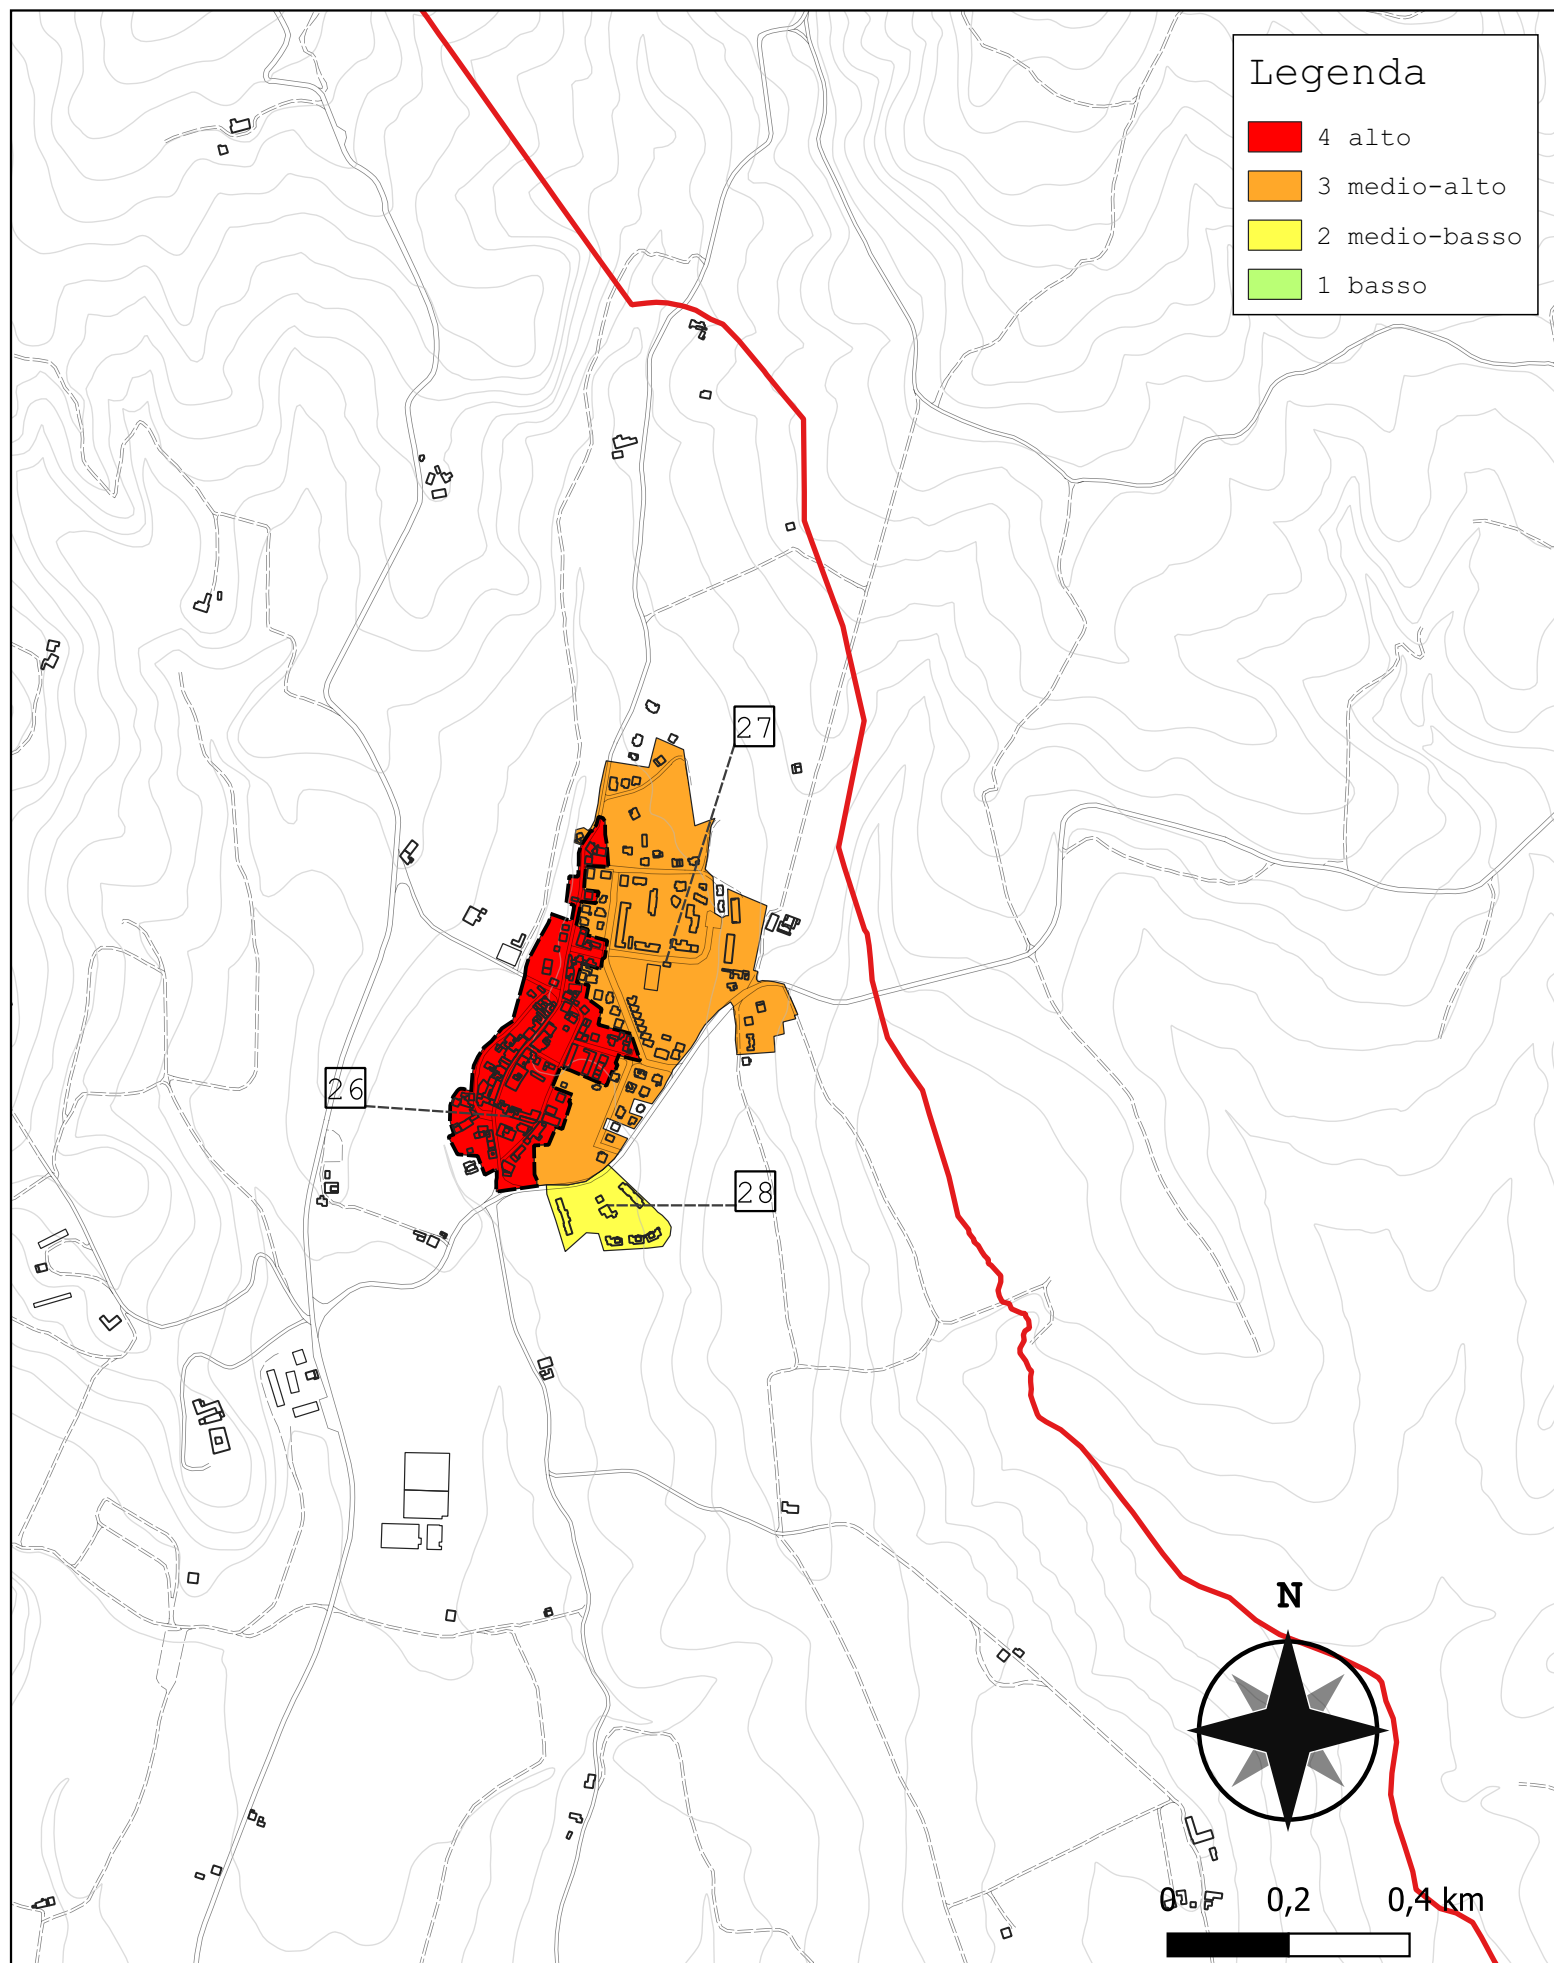 Legenda
4 alto
3 medio-alto
2 medio-basso
1 basso
27
26
28
N
0 0,2 0,4 km